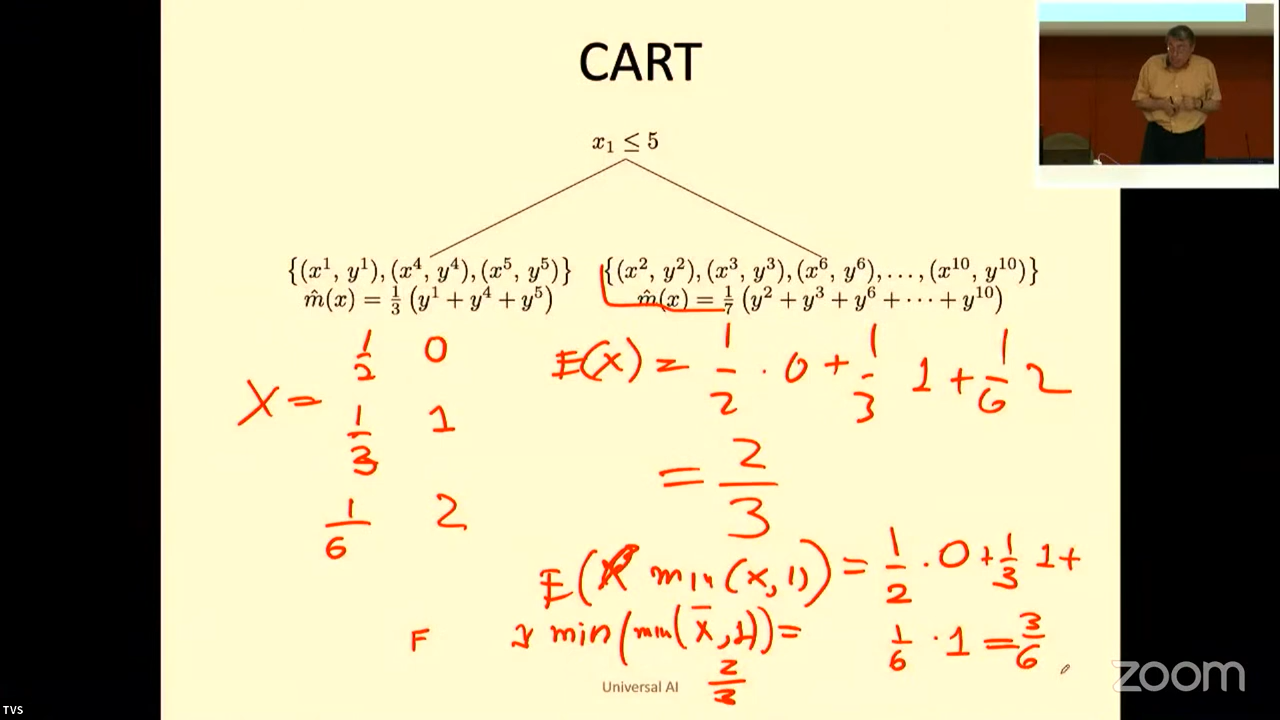 CART
x₁ ≤ 5
{(x¹, y¹), (x⁴, y⁴), (x⁵, y⁵)} {(x², y²), (x³, y³), (x⁶, y⁶), ..., (x¹⁰, y¹⁰)}
m̂(x) = 1/3 (y¹ + y⁴ + y⁵) m̂(x) = 1/7 (y² + y³ + y⁶ + ⋯ + y¹⁰)
X =
1/2 0
1/3 1
1/6 2
E(X) = 1/2 · 0 + 1/3 1 + 1/6 2
= 2/3
E( min(x, 1)) = 1/2 · 0 + 1/3 1 +
1/6 · 1 = 3/6
F
min(min(x̄, 1)) =
2/3
Universal AI
zoom
TVS